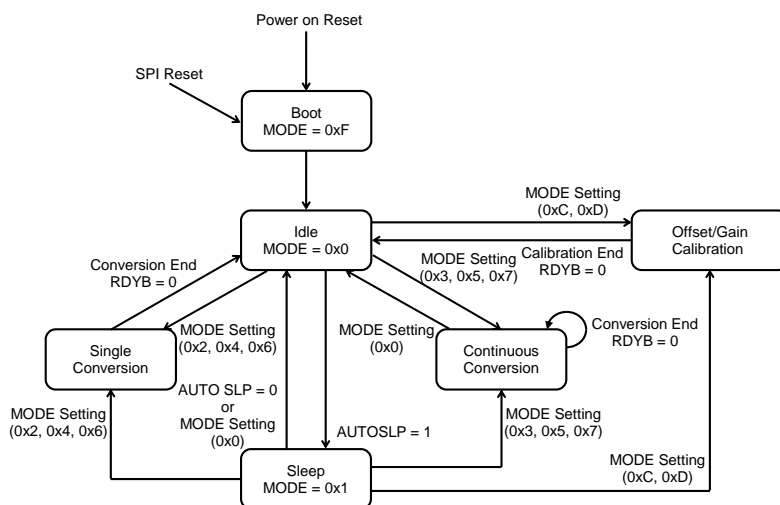 Power on Reset
SPI Reset
Boot
MODE = 0xF
MODE Setting
(0xC, 0xD)
Idle
MODE = 0x0
Offset/Gain
Calibration
Conversion End
RDYB = 0
MODE Setting
(0x3, 0x5, 0x7)
Calibration End
RDYB = 0
Single
Conversion
MODE Setting
(0x2, 0x4, 0x6)
MODE Setting
(0x0)
Continuous
Conversion
Conversion End
RDYB = 0
MODE Setting
(0x2, 0x4, 0x6)
AUTO SLP = 0
or
MODE Setting
(0x0)
AUTOSLP = 1
MODE Setting
(0x3, 0x5, 0x7)
Sleep
MODE = 0x1
MODE Setting
(0xC, 0xD)